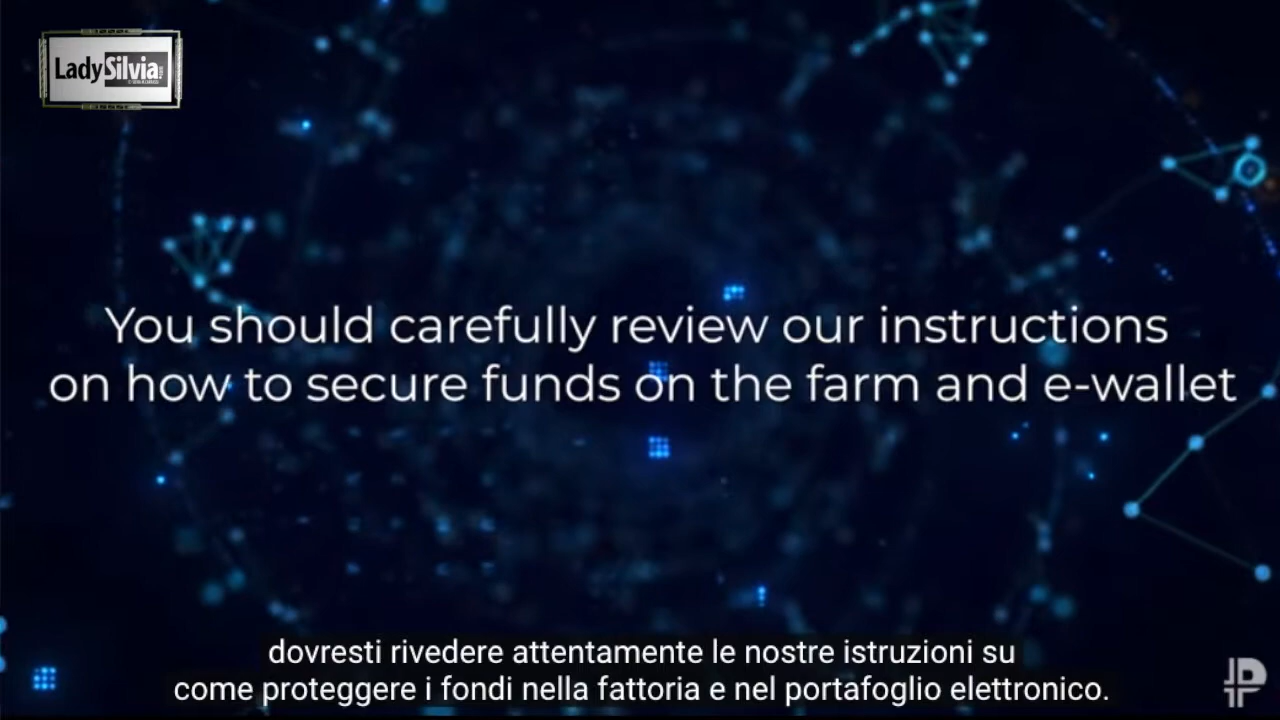 LadySilvia
You should carefully review our instructions
on how to secure funds on the farm and e-wallet
dovresti rivedere attentamente le nostre istruzioni su
come proteggere i fondi nella fattoria e nel portafoglio elettronico.